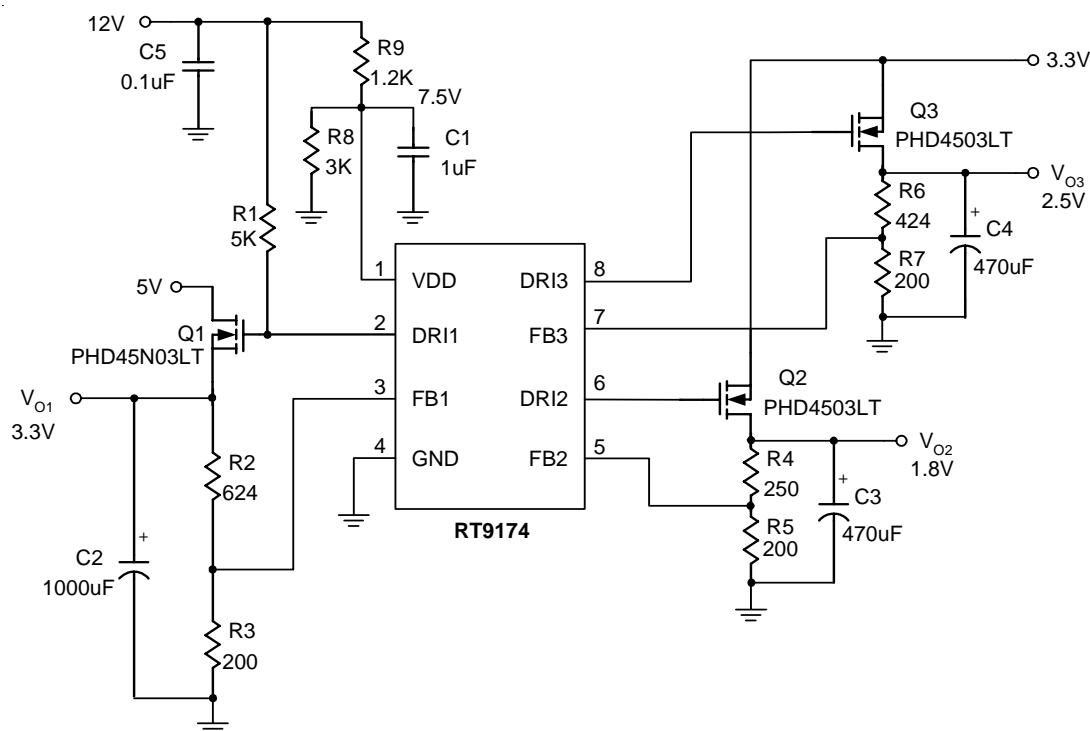 12V
C5
0.1uF
R9
1.2K
7.5V
R8
3K
C1
1uF
R1
5K
5V
Q1
PHD45N03LT
VO1
3.3V
R2
624
C2
+
1000uF
R3
200
1
VDD
2
DRI1
3
FB1
4
GND
DRI3
8
FB3
7
DRI2
6
FB2
5
RT9174
3.3V
Q3
PHD4503LT
VO3
2.5V
R6
424
+
C4
470uF
R7
200
Q2
PHD4503LT
VO2
1.8V
R4
250
+
C3
470uF
R5
200